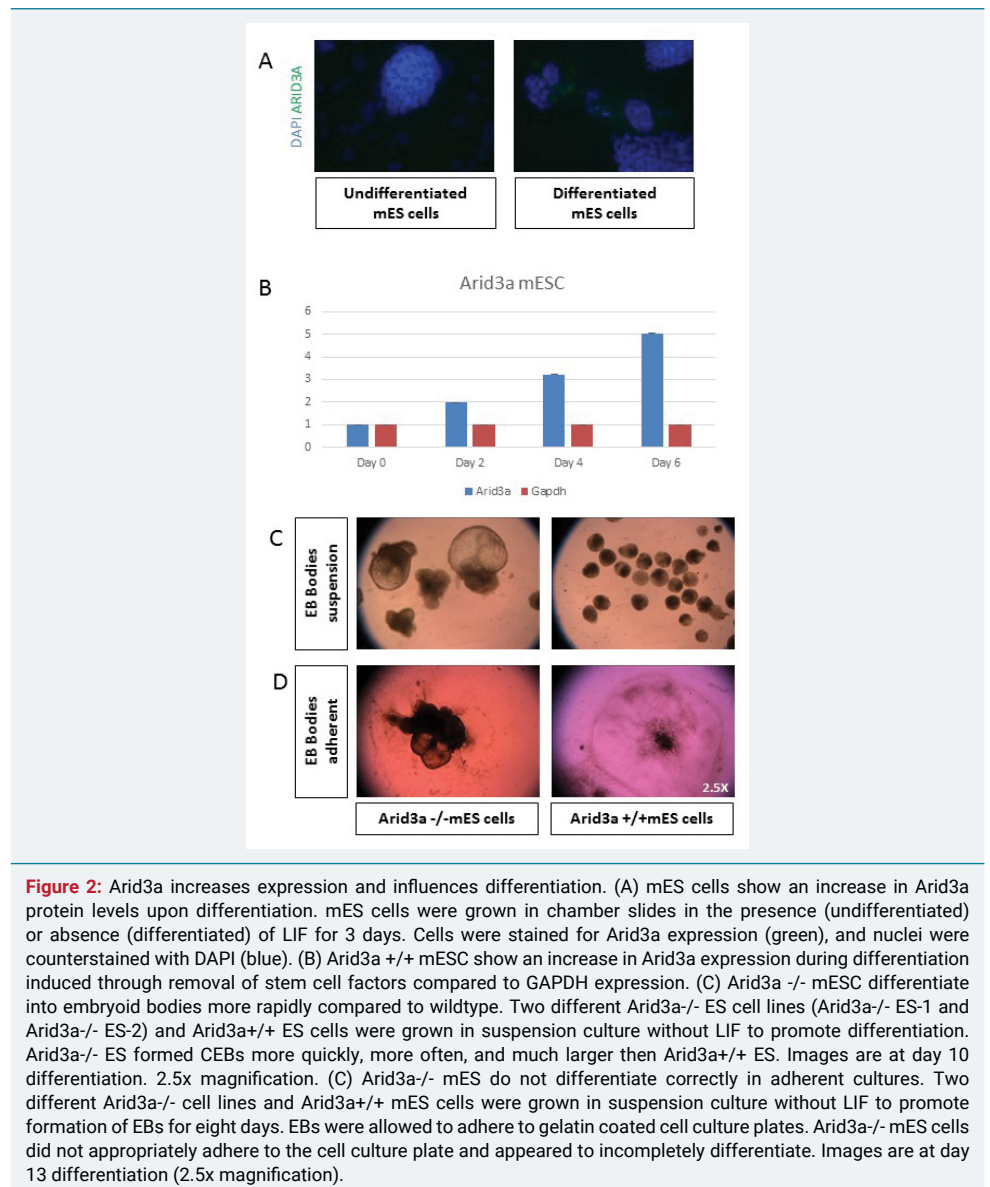 A
DAPI ARID3A
Undifferentiated
mES cells
Differentiated
mES cells
B
Arid3a mESC
6
5
4
3
2
1
0
Day 0
Day 2
Day 4
Day 6
Arid3a
Gapdh
C
EB Bodies
suspension
D
EB Bodies
adherent
2.5X
Arid3a -/-mES cells
Arid3a +/+mES cells
Figure 2: Arid3a increases expression and influences differentiation. (A) mES cells show an increase in Arid3a
protein levels upon differentiation. mES cells were grown in chamber slides in the presence (undifferentiated)
or absence (differentiated) of LIF for 3 days. Cells were stained for Arid3a expression (green), and nuclei were
counterstained with DAPI (blue). (B) Arid3a +/+ mESC show an increase in Arid3a expression during differentiation
induced through removal of stem cell factors compared to GAPDH expression. (C) Arid3a -/- mESC differentiate
into embryoid bodies more rapidly compared to wildtype. Two different Arid3a-/- ES cell lines (Arid3a-/- ES-1 and
Arid3a-/- ES-2) and Arid3a+/+ ES cells were grown in suspension culture without LIF to promote differentiation.
Arid3a-/- ES formed CEBs more quickly, more often, and much larger then Arid3a+/+ ES. Images are at day 10
differentiation. 2.5x magnification. (C) Arid3a-/- mES do not differentiate correctly in adherent cultures. Two
different Arid3a-/- cell lines and Arid3a+/+ mES cells were grown in suspension culture without LIF to promote
formation of EBs for eight days. EBs were allowed to adhere to gelatin coated cell culture plates. Arid3a-/- mES cells
did not appropriately adhere to the cell culture plate and appeared to incompletely differentiate. Images are at day
13 differentiation (2.5x magnification).